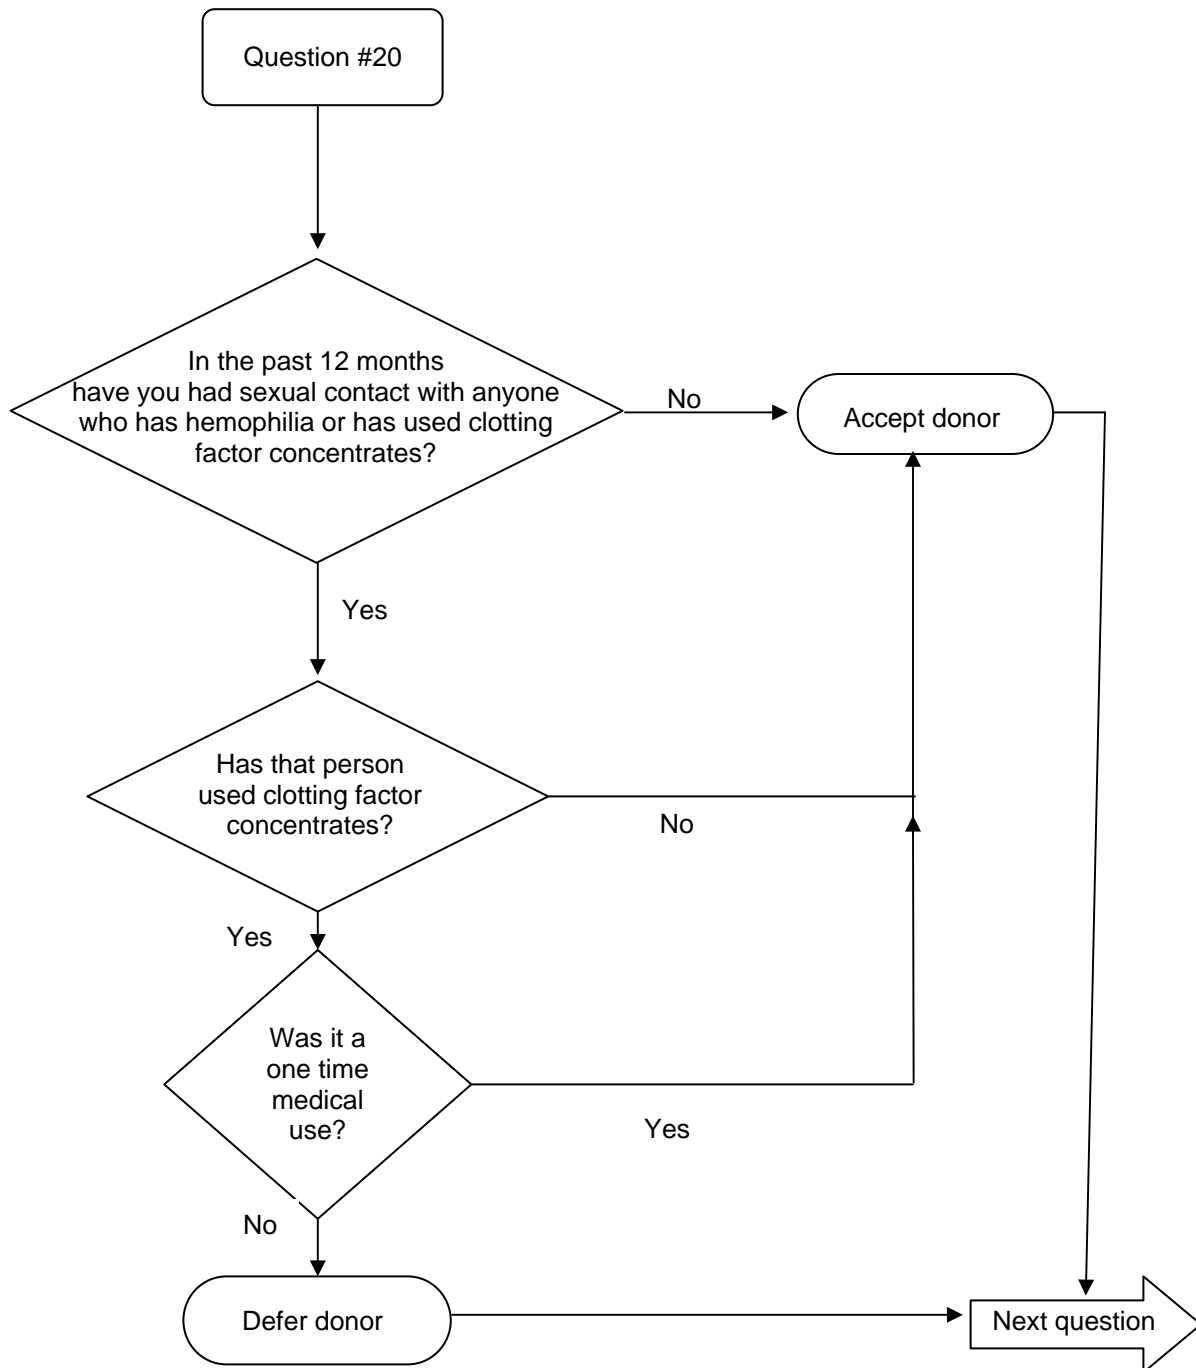 Question #20
In the past 12 months
have you had sexual contact with anyone
who has hemophilia or has used clotting
factor concentrates?
No
Accept donor
Yes
Has that person
used clotting factor
concentrates?
No
Yes
Was it a
one time
medical
use?
Yes
No
Defer donor
Next question